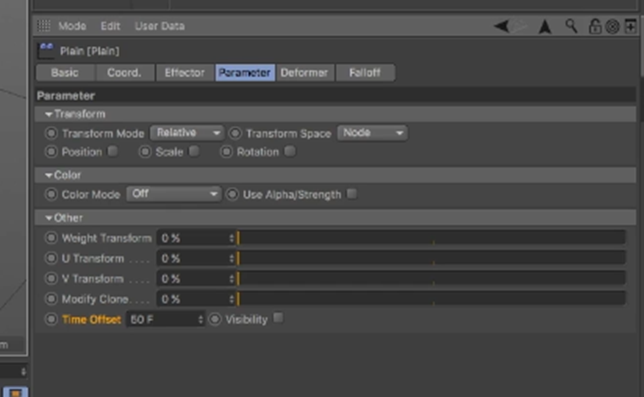 Mode Edit User Data
Plain [Plain]
Basic Coord. Effector Parameter Deformer Falloff
Parameter
Transform
Transform Mode Relative Transform Space Node
Position Scale Rotation
Color
Color Mode Off Use Alpha/Strength
Other
Weight Transform 0 %
U Transform .... 0 %
V Transform .... 0 %
Modify Clone.... 0 %
Time Offset 50 F Visibility
m